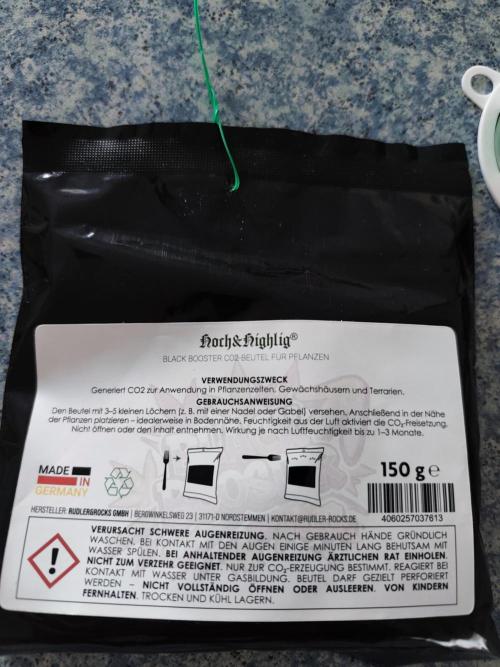 Hoch&Highlig®
BLACK BOOSTER CO2-BEUTEL FÜR PFLANZEN
VERWENDUNGSZWECK
Generiert CO2 zur Anwendung in Pflanzenzelten, Gewächshäusern und Terrarien.
GEBRAUCHSANWEISUNG
Den Beutel mit 3-5 kleinen Löchern (z. B. mit einer Nadel oder Gabel) versehen. Anschließend in der Nähe
der Pflanzen platzieren – idealerweise in Bodennähe. Feuchtigkeit aus der Luft aktiviert die CO₂-Freisetzung.
Nicht öffnen oder den Inhalt entnehmen. Wirkung je nach Luftfeuchtigkeit bis zu 1–3 Monate.
MADE
IN
GERMANY
150 g e
HERSTELLER: RUDLERGROCKS GMBH | BERGWINKELSWEG 23 | 31171-D NORDSTEMMEN | KONTAKT@RUDLER-ROCKS.DE
4060257037613
VERURSACHT SCHWERE AUGENREIZUNG. NACH GEBRAUCH HÄNDE GRÜNDLICH
WASCHEN. BEI KONTAKT MIT DEN AUGEN EINIGE MINUTEN LANG BEHUTSAM MIT
WASSER SPÜLEN. BEI ANHALTENDER AUGENREIZUNG ÄRZTLICHEN RAT EINHOLEN.
NICHT ZUM VERZEHR GEEIGNET. NUR ZUR CO₂-ERZEUGUNG BESTIMMT. REAGIERT BEI
KONTAKT MIT WASSER UNTER GASBILDUNG. BEUTEL DARF GEZIELT PERFORIERT
WERDEN – NICHT VOLLSTÄNDIG ÖFFNEN ODER AUSLEEREN. VON KINDERN
FERNHALTEN. TROCKEN UND KÜHL LAGERN.